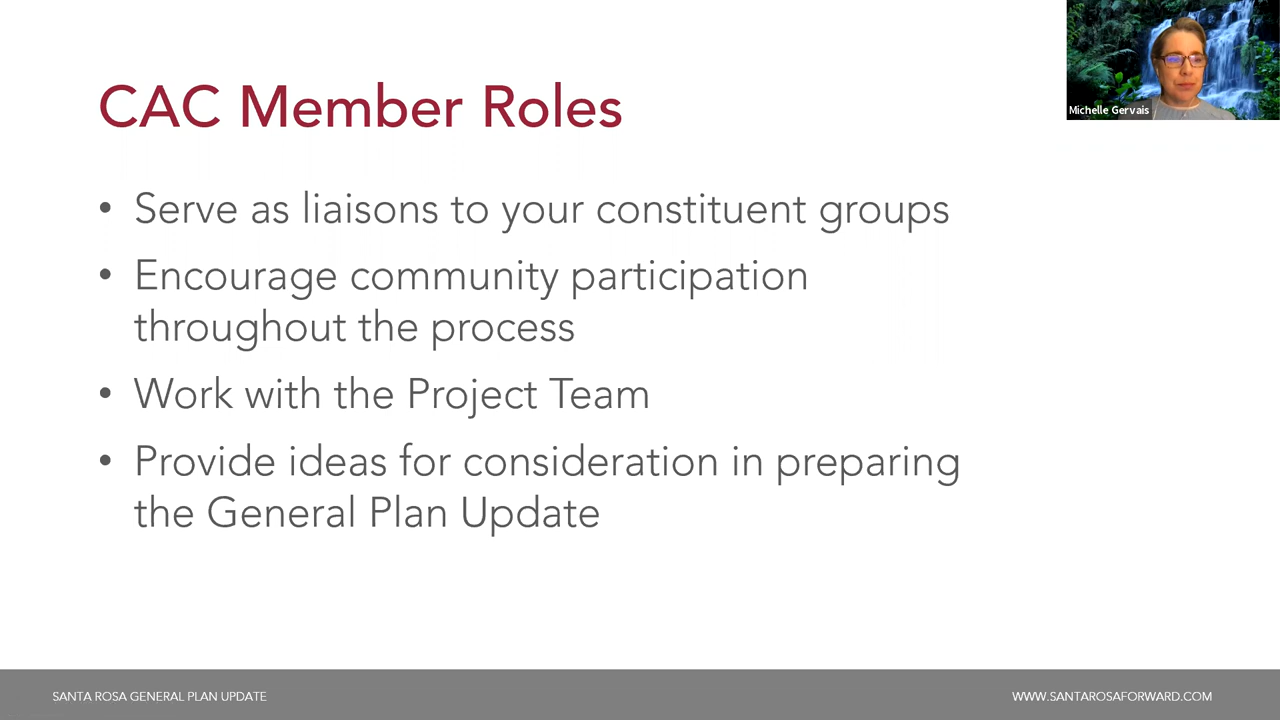 CAC Member Roles
Michelle Gervais
• Serve as liaisons to your constituent groups
• Encourage community participation
throughout the process
• Work with the Project Team
• Provide ideas for consideration in preparing
the General Plan Update
SANTA ROSA GENERAL PLAN UPDATE
WWW.SANTAROSAFORWARD.COM